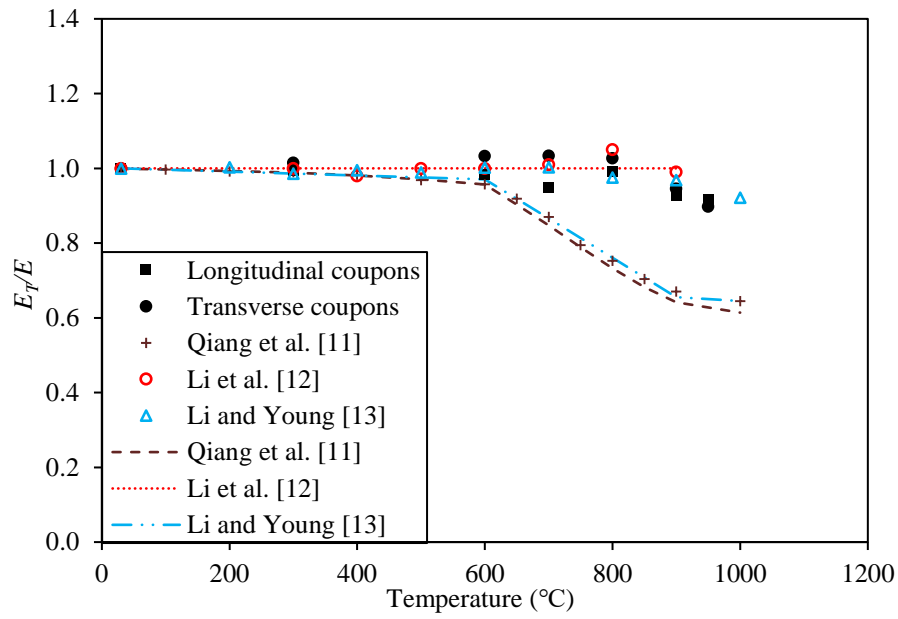 1.4
1.2
1.0
0.8
0.6
0.4
0.2
0.0
E_T/E
Longitudinal coupons
Transverse coupons
Qiang et al. [11]
Li et al. [12]
Li and Young [13]
Qiang et al. [11]
Li et al. [12]
Li and Young [13]
0 200 400 600 800 1000 1200
Temperature (°C)